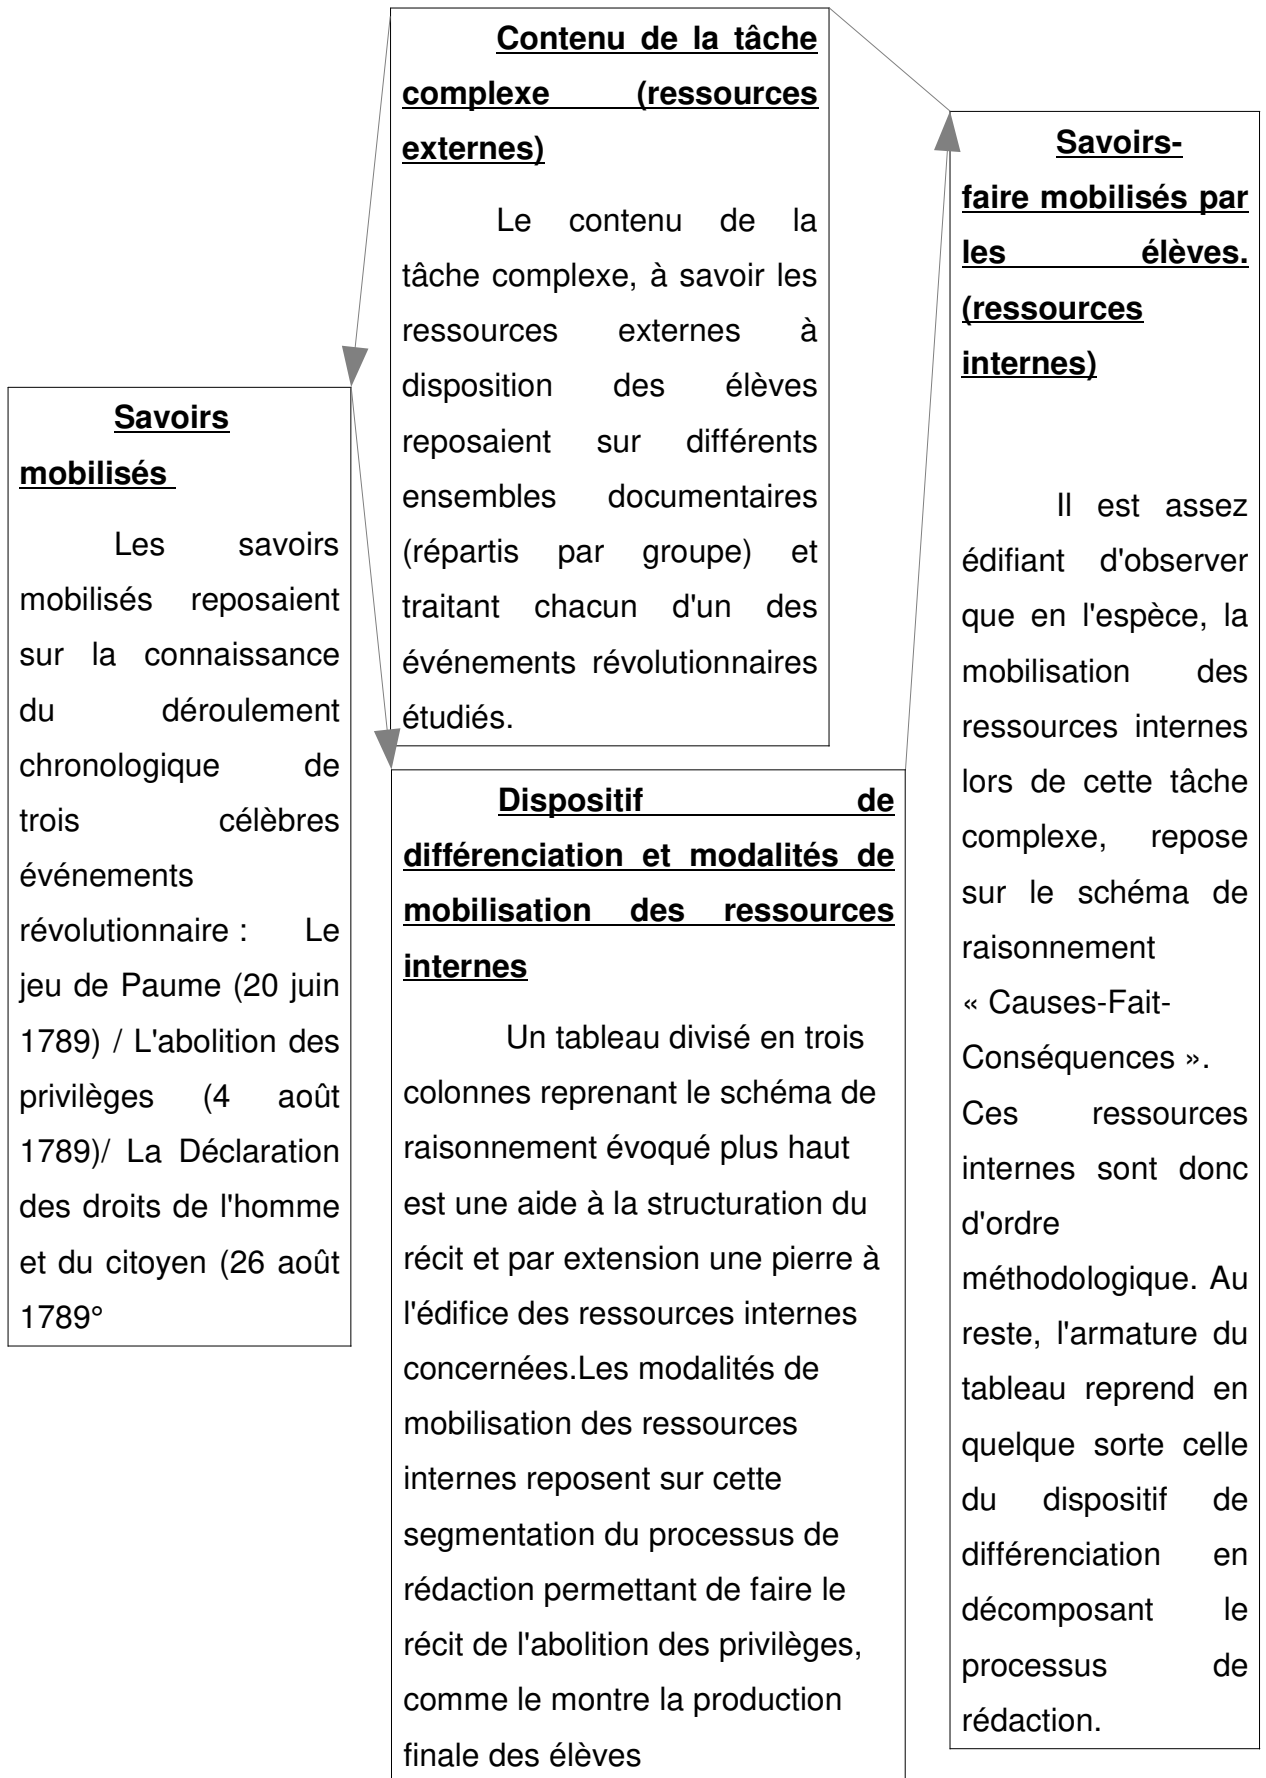 Contenu de la tâche
complexe (ressources
externes)
Le contenu de la
tâche complexe, à savoir les
ressources externes à
disposition des élèves
reposaient sur différents
ensembles documentaires
(répartis par groupe) et
traitant chacun d'un des
événements révolutionnaires
étudiés.
Savoirs
mobilisés
Les savoirs
mobilisés reposaient
sur la connaissance
du déroulement
chronologique de
trois célèbres
événements
révolutionnaire : Le
jeu de Paume (20 juin
1789) / L'abolition des
privilèges (4 août
1789)/ La Déclaration
des droits de l'homme
et du citoyen (26 août
1789°
Dispositif de
différenciation et modalités de
mobilisation des ressources
internes
Un tableau divisé en trois
colonnes reprenant le schéma de
raisonnement évoqué plus haut
est une aide à la structuration du
récit et par extension une pierre à
l'édifice des ressources internes
concernées.Les modalités de
mobilisation des ressources
internes reposent sur cette
segmentation du processus de
rédaction permettant de faire le
récit de l'abolition des privilèges,
comme le montre la production
finale des élèves
Savoirs-
faire mobilisés par
les élèves.
(ressources
internes)
Il est assez
édifiant d'observer
que en l'espèce, la
mobilisation des
ressources internes
lors de cette tâche
complexe, repose
sur le schéma de
raisonnement
« Causes-Fait-
Conséquences ».
Ces ressources
internes sont donc
d'ordre
méthodologique. Au
reste, l'armature du
tableau reprend en
quelque sorte celle
du dispositif de
différenciation en
décomposant le
processus de
rédaction.